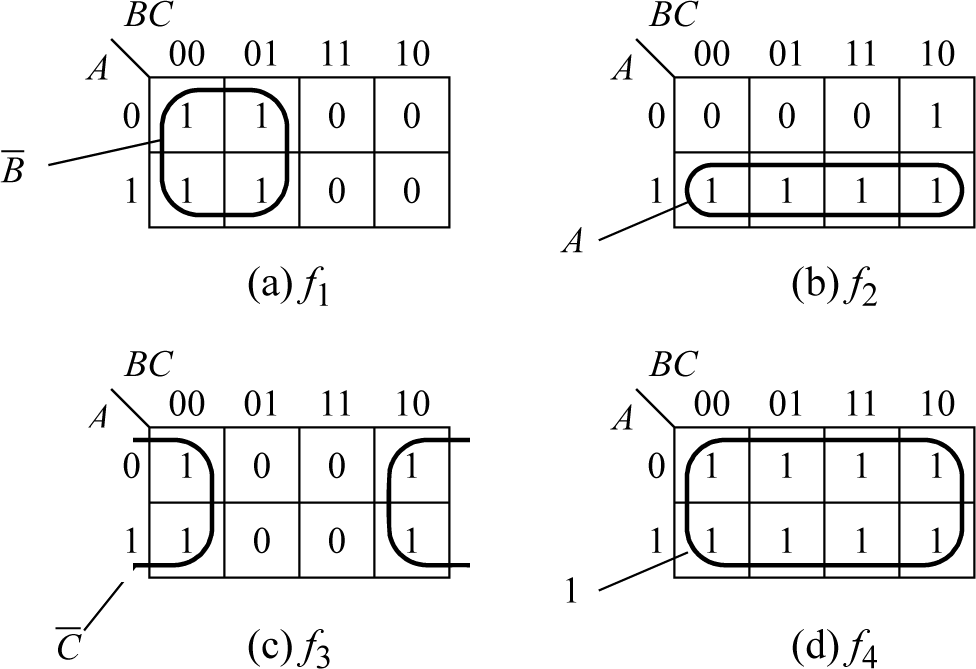 BC
A 00 01 11 10
0 1 1 0 0
B̅
1 1 1 0 0
(a) f₁
BC
A 00 01 11 10
0 0 0 0 1
1 1 1 1 1
A
(b) f₂
BC
A 00 01 11 10
0 1 0 0 1
1 1 0 0 1
C̅
(c) f₃
BC
A 00 01 11 10
0 1 1 1 1
1 1 1 1 1
1
(d) f₄